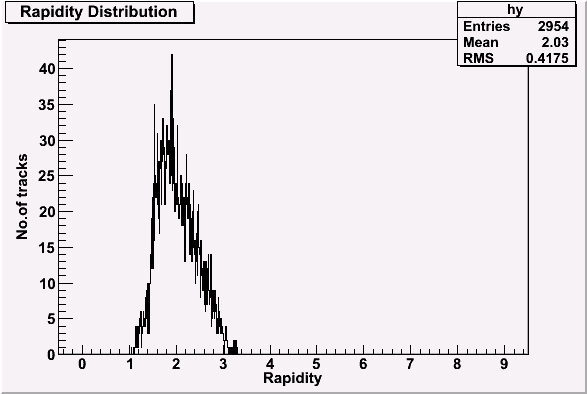 Rapidity Distribution
hy
Entries 2954
Mean 2.03
RMS 0.4175
No.of tracks
40
35
30
25
20
15
10
5
0
0 1 2 3 4 5 6 7 8 9
Rapidity